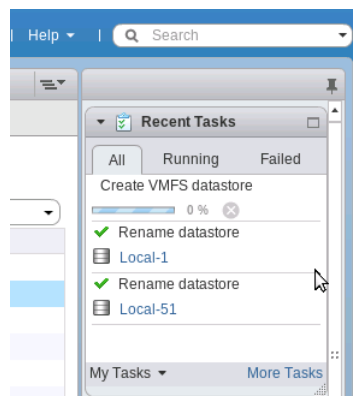 Help
Search
Recent Tasks
All Running Failed
Create VMFS datastore
0 %
Rename datastore
Local-1
Rename datastore
Local-51
My Tasks More Tasks